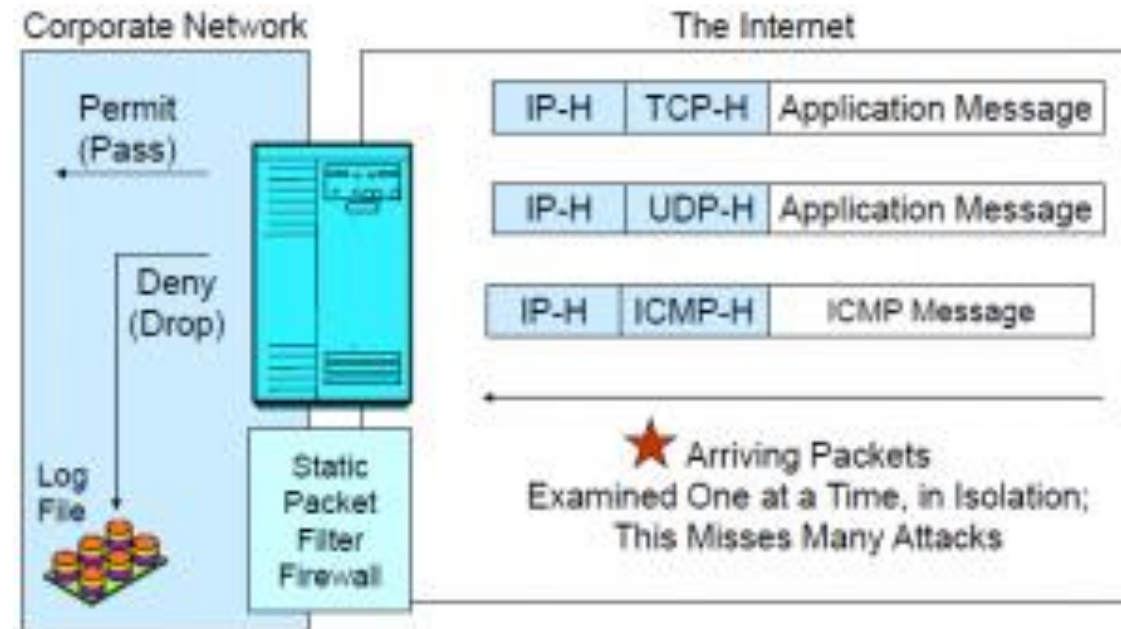 Corporate Network
The Internet
Permit
(Pass)
IP-H TCP-H Application Message
IP-H UDP-H Application Message
Deny
(Drop)
IP-H ICMP-H ICMP Message
Log
File
Static
Packet
Filter
Firewall
Arriving Packets
Examined One at a Time, in Isolation;
This Misses Many Attacks